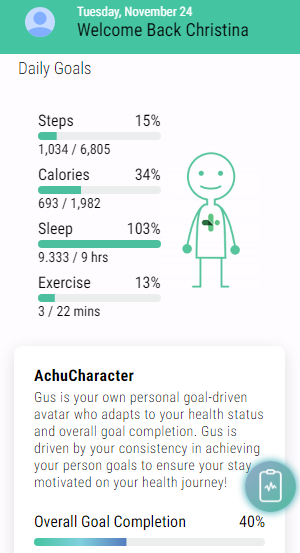 Tuesday, November 24
Welcome Back Christina
Daily Goals
Steps 15%
1,034 / 6,805
Calories 34%
693 / 1,982
Sleep 103%
9.333 / 9 hrs
Exercise 13%
3 / 22 mins
AchuCharacter
Gus is your own personal goal-driven
avatar who adapts to your health status
and overall goal completion. Gus is
driven by your consistency in achieving
your person goals to ensure your stay
motivated on your health journey!
Overall Goal Completion 40%